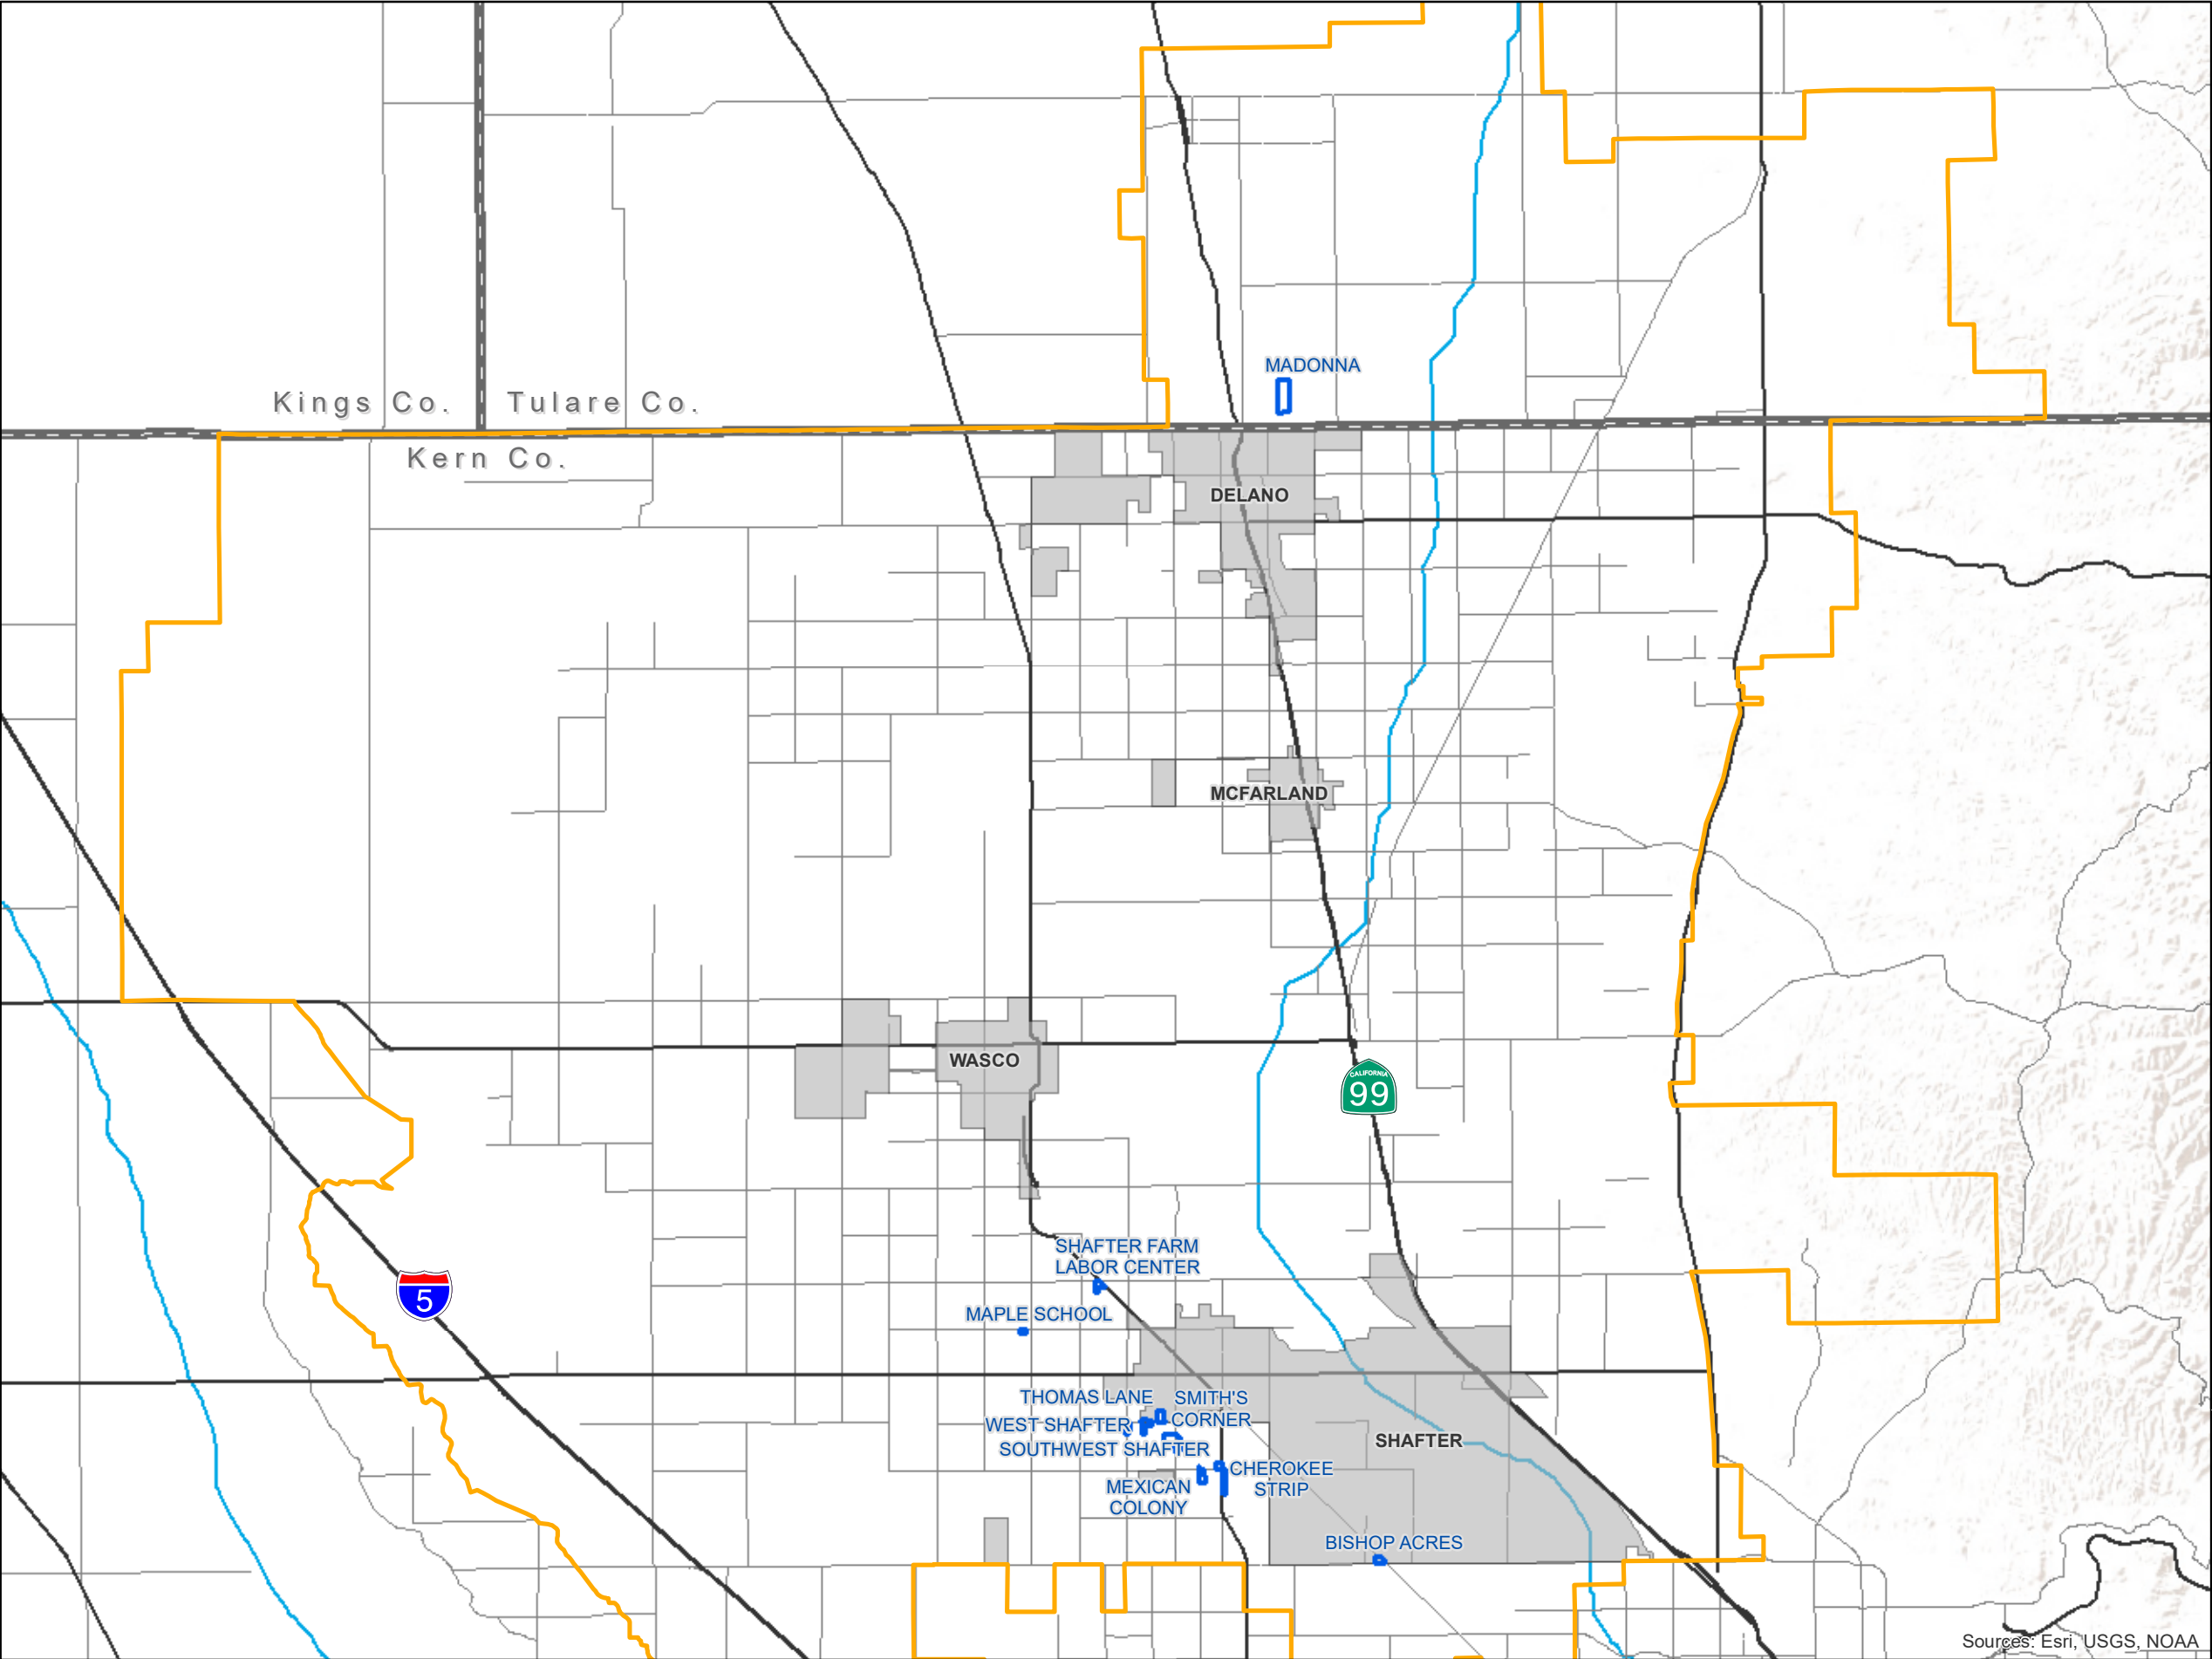 MADONNA
Kings Co.
Tulare Co.
Kern Co.
DELANO
MCFARLAND
WASCO
CALIFORNIA
99
SHAFTER FARM
LABOR CENTER
5
MAPLE SCHOOL
THOMAS LANE
SMITH'S
CORNER
WEST SHAFTER
SOUTHWEST SHAFTER
SHAFTER
CHEROKEE
STRIP
MEXICAN
COLONY
BISHOP ACRES
Sources: Esri, USGS, NOAA